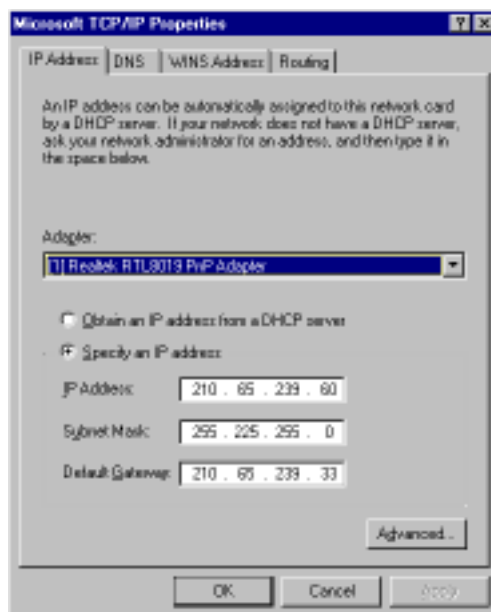 Microsoft TCP/IP Properties
IP Address DNS WINS Address Routing
An IP address can be automatically assigned to this network card
by a DHCP server. If your network does not have a DHCP server,
ask your network administrator for an address, and then type it in
the space below.
Adapter:
[1] Realtek RTL8019 PnP Adapter
Obtain an IP address from a DHCP server
Specify an IP address
IP Address: 210 . 65 . 239 . 60
Subnet Mask: 255 . 225 . 255 . 0
Default Gateway: 210 . 65 . 239 . 33
Advanced...
OK Cancel Apply